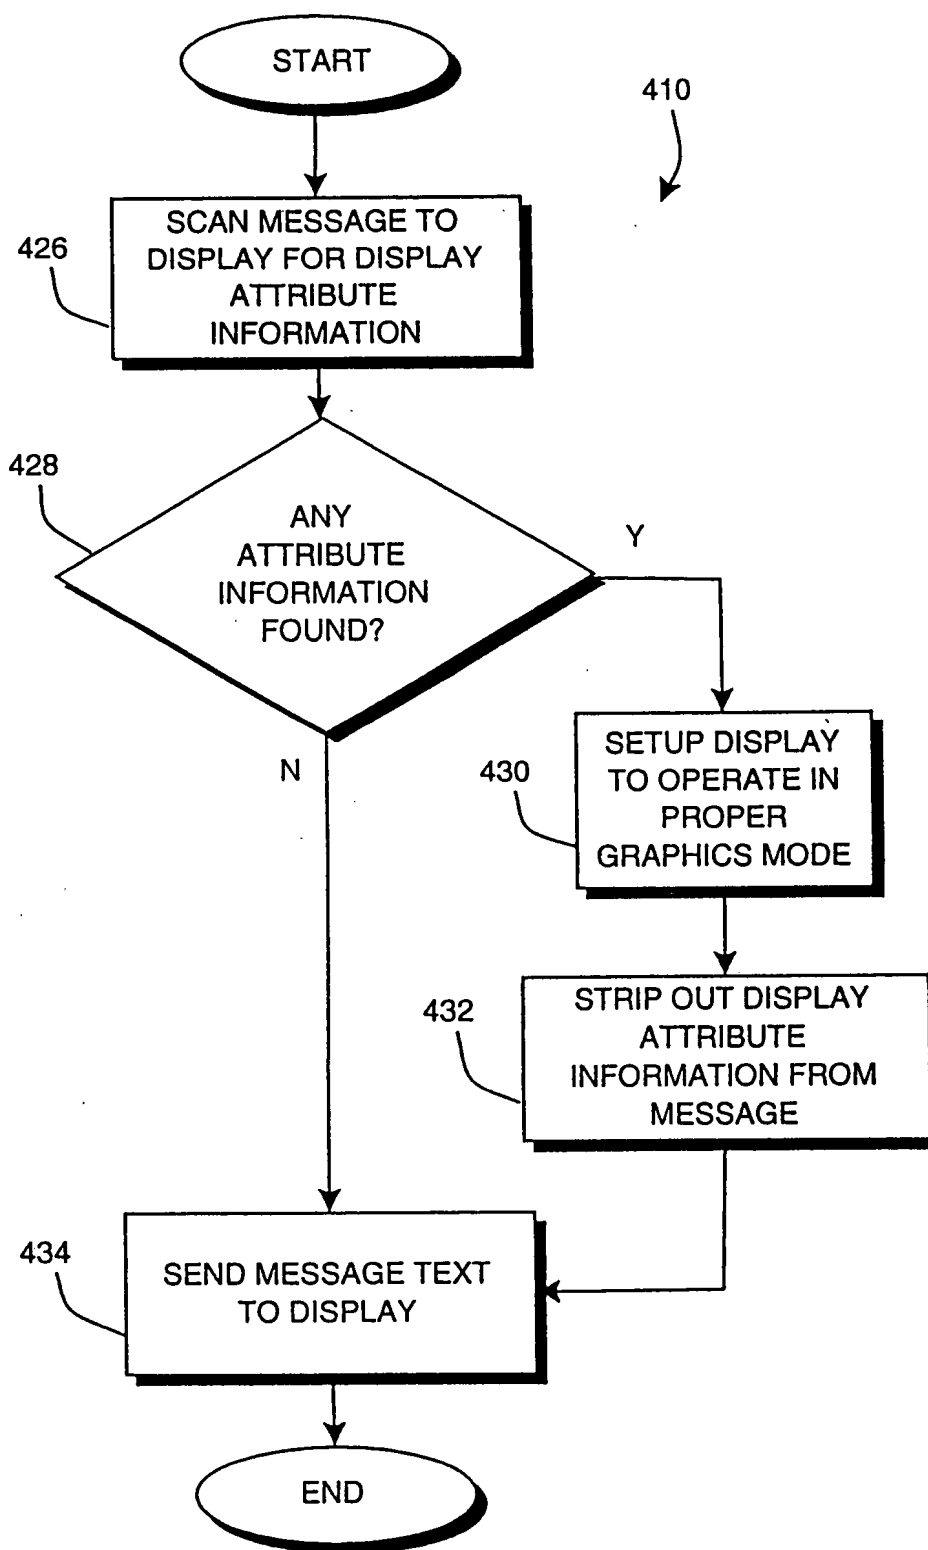 START
410
SCAN MESSAGE TO
DISPLAY FOR DISPLAY
ATTRIBUTE
INFORMATION
426
428
ANY
ATTRIBUTE
INFORMATION
FOUND?
Y
N
SETUP DISPLAY
TO OPERATE IN
PROPER
GRAPHICS MODE
430
STRIP OUT DISPLAY
ATTRIBUTE
INFORMATION FROM
MESSAGE
432
434
SEND MESSAGE TEXT
TO DISPLAY
END